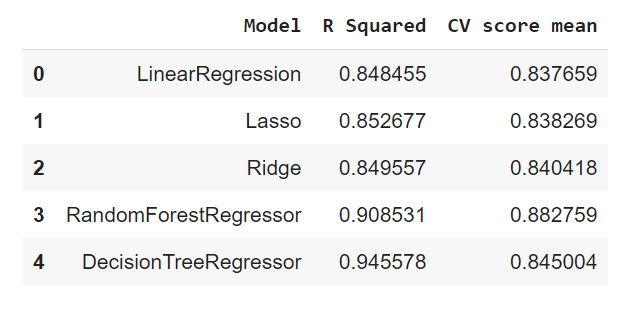 Model R Squared CV score mean
0 LinearRegression 0.848455 0.837659
1 Lasso 0.852677 0.838269
2 Ridge 0.849557 0.840418
3 RandomForestRegressor 0.908531 0.882759
4 DecisionTreeRegressor 0.945578 0.845004